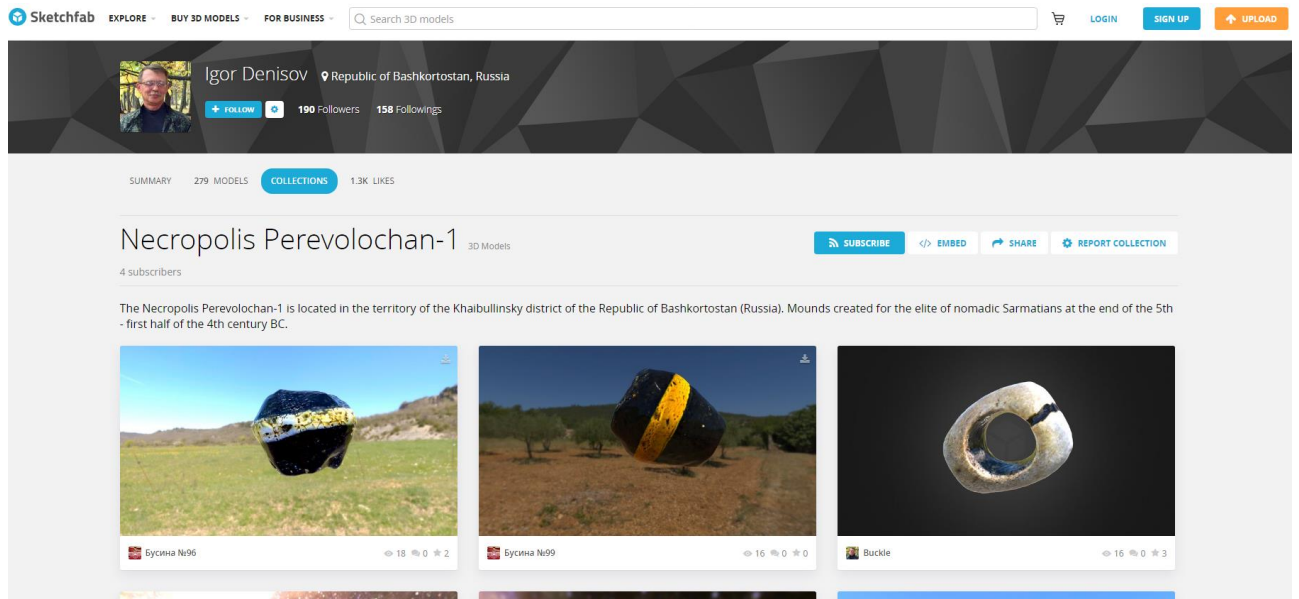 Sketchfab EXPLORE BUY 3D MODELS FOR BUSINESS Search 3D models LOGIN SIGN UP UPLOAD
Igor Denisov Republic of Bashkortostan, Russia
+ FOLLOW 190 Followers 158 Followings
SUMMARY 279 MODELS COLLECTIONS 1.3K LIKES
Necropolis Perevolochan-1 3D Models SUBSCRIBE </> EMBED SHARE REPORT COLLECTION
4 subscribers
The Necropolis Perevolochan-1 is located in the territory of the Khaibullinsky district of the Republic of Bashkortostan (Russia). Mounds created for the elite of nomadic Sarmatians at the end of the 5th
- first half of the 4th century BC.
Бусина №96 18 0 2 Бусина №99 16 0 0 Buckle 16 0 3